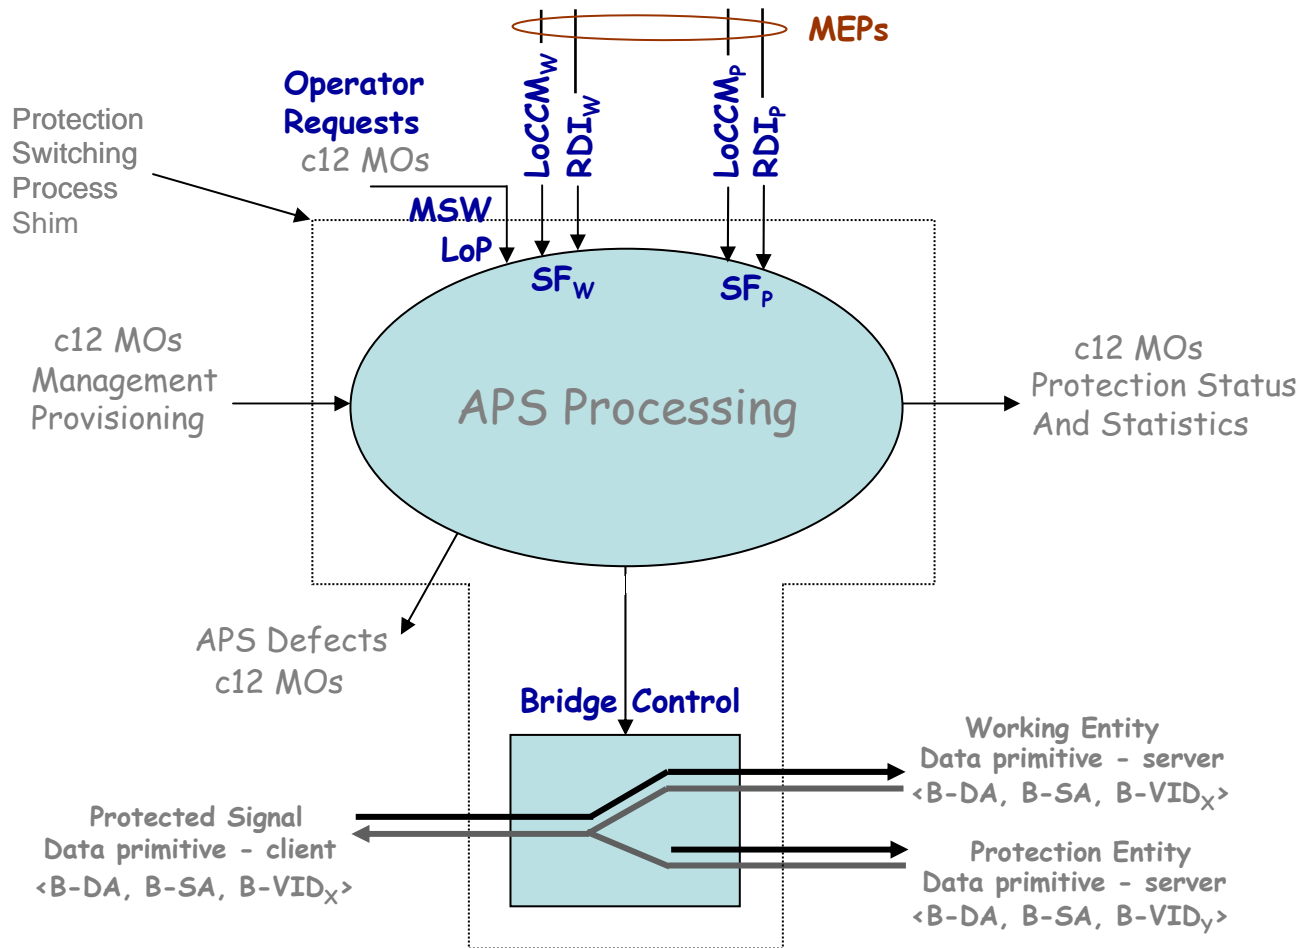 MEPs
Operator
Requests
c12 MOs
LoCCMW
RDIW
LoCCMP
RDIP
Protection
Switching
Process
Shim
MSW
LoP
SFW
SFP
c12 MOs
Management
Provisioning
APS Processing
c12 MOs
Protection Status
And Statistics
APS Defects
c12 MOs
Bridge Control
Working Entity
Data primitive - server
<B-DA, B-SA, B-VIDX>
Protected Signal
Data primitive - client
<B-DA, B-SA, B-VIDX>
Protection Entity
Data primitive - server
<B-DA, B-SA, B-VIDY>